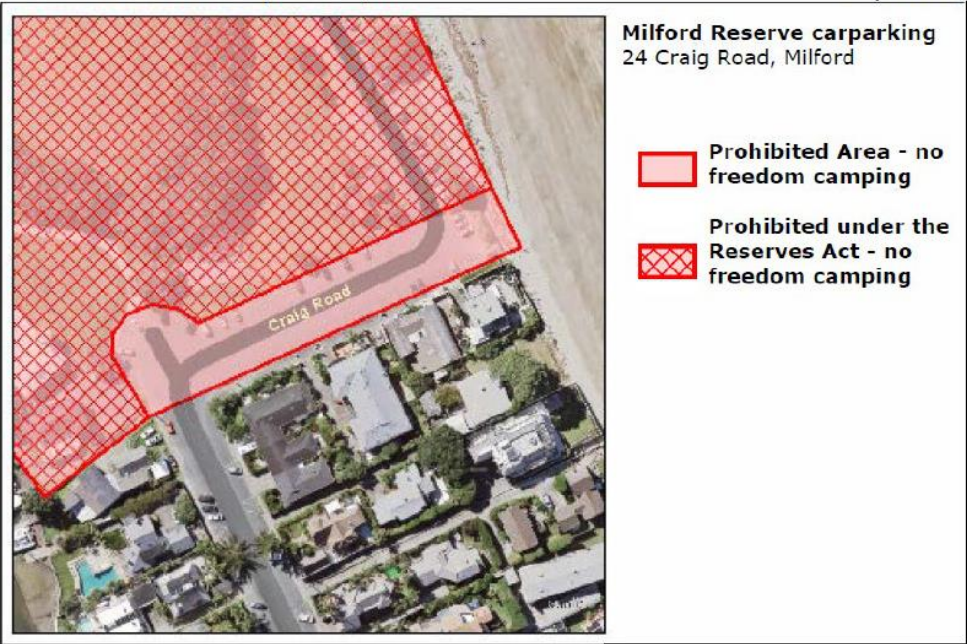 Milford Reserve carparking
24 Craig Road, Milford
Prohibited Area - no
freedom camping
Prohibited under the
Reserves Act - no
freedom camping
Craig Road